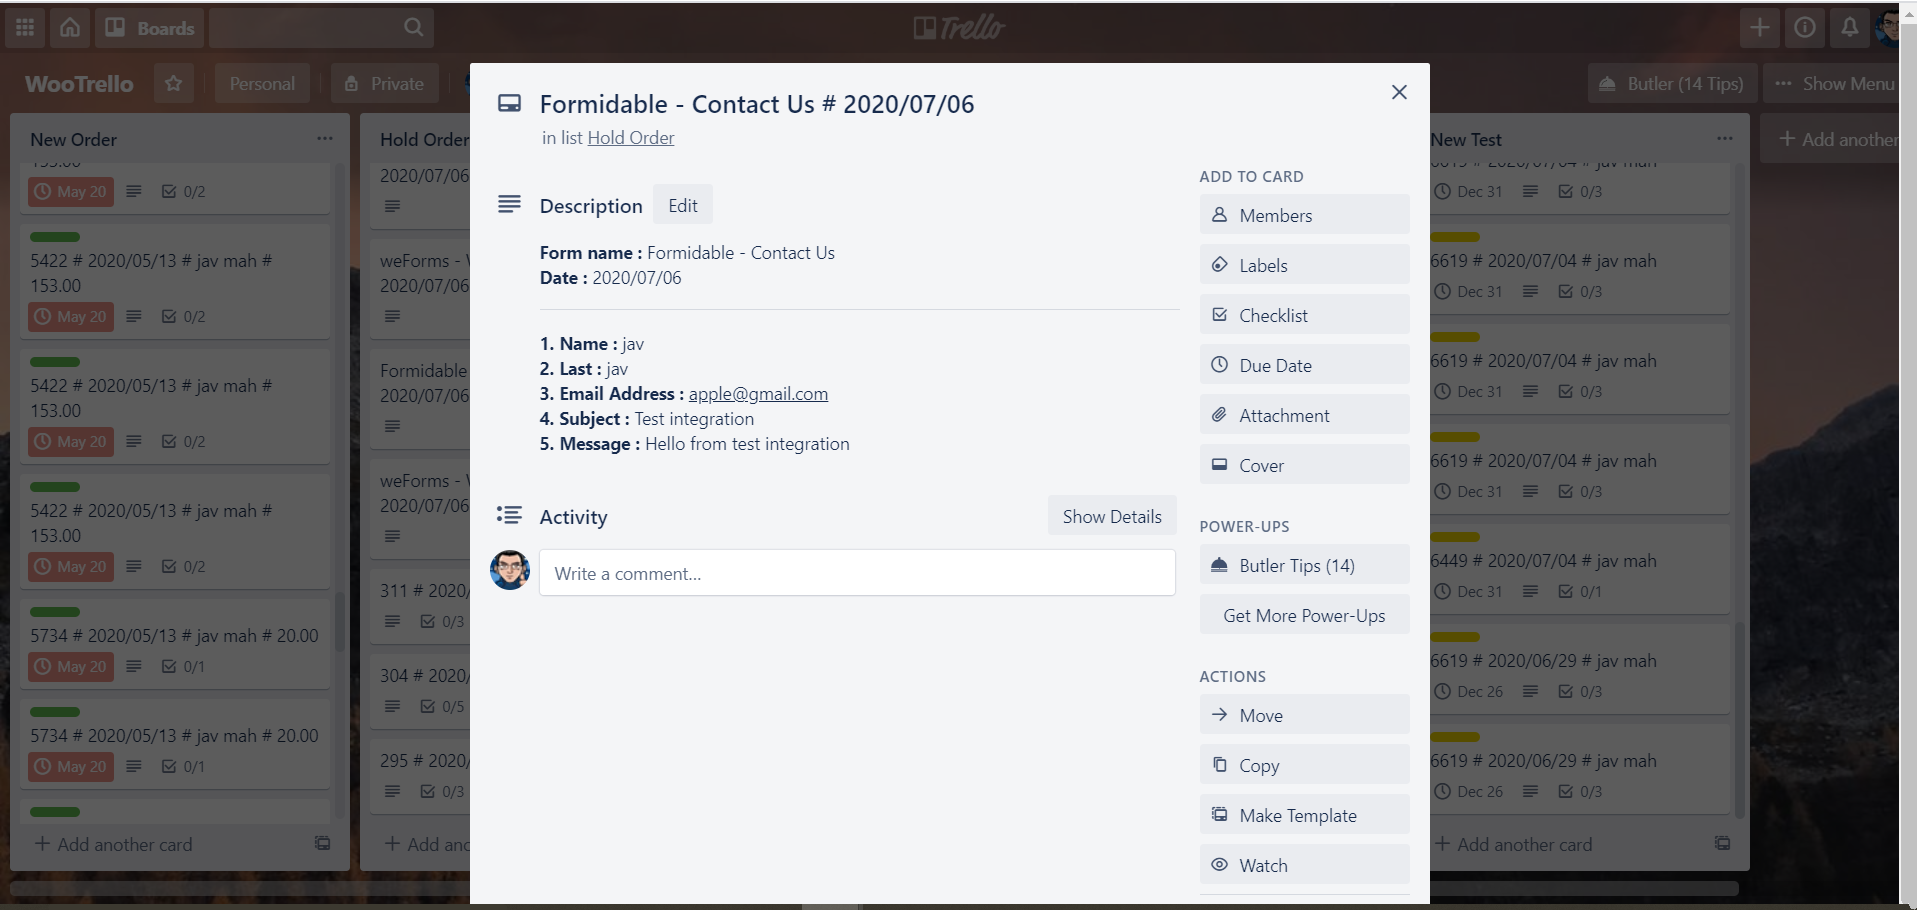 Boards
Trello
WooTrello
Personal
Private
Butler (14 Tips)
Show Menu
New Order
153.00
May 20
0/2
5422 # 2020/05/13 # jav mah #
153.00
May 20
0/2
5422 # 2020/05/13 # jav mah #
153.00
May 20
0/2
5422 # 2020/05/13 # jav mah #
153.00
May 20
0/2
5734 # 2020/05/13 # jav mah # 20.00
May 20
0/1
5734 # 2020/05/13 # jav mah # 20.00
May 20
0/1
Add another card
Hold Order
2020/07/06
weForms -
2020/07/06
Formidable
2020/07/06
weForms -
2020/07/06
311 # 2020/
0/3
304 # 2020/
0/5
295 # 2020/
0/3
Formidable - Contact Us # 2020/07/06
in list Hold Order
Description
Edit
Form name : Formidable - Contact Us
Date : 2020/07/06
1. Name : jav
2. Last : jav
3. Email Address : apple@gmail.com
4. Subject : Test integration
5. Message : Hello from test integration
Activity
Show Details
Write a comment...
ADD TO CARD
Members
Labels
Checklist
Due Date
Attachment
Cover
POWER-UPS
Butler Tips (14)
Get More Power-Ups
ACTIONS
Move
Copy
Make Template
Watch
New Test
6619 # 2020/07/04 # jav mah
Dec 31
0/3
6619 # 2020/07/04 # jav mah
Dec 31
0/3
6619 # 2020/07/04 # jav mah
Dec 31
0/3
6619 # 2020/07/04 # jav mah
Dec 31
0/3
6449 # 2020/07/04 # jav mah
Dec 31
0/1
6619 # 2020/06/29 # jav mah
Dec 26
0/3
6619 # 2020/06/29 # jav mah
Dec 26
0/3
Add another card
Add another